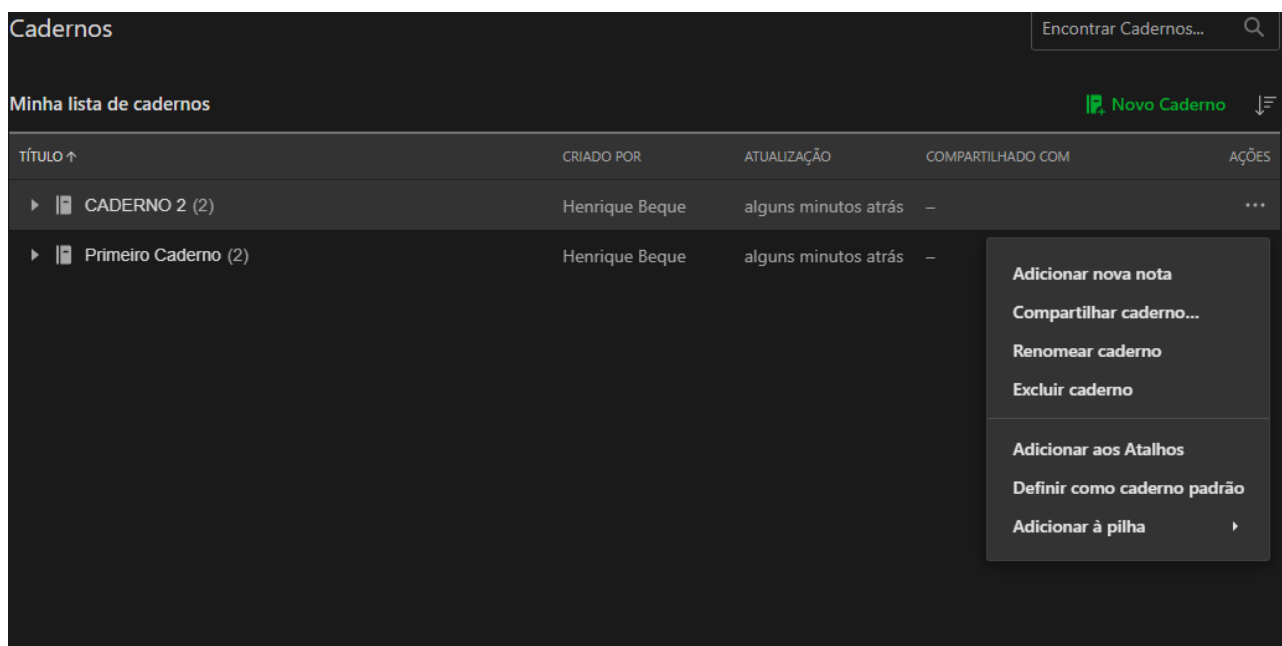 Cadernos
Encontrar Cadernos...
Minha lista de cadernos
Novo Caderno
TÍTULO CRIADO POR ATUALIZAÇÃO COMPARTILHADO COM AÇÕES
CADERNO 2 (2) Henrique Beque alguns minutos atrás –
Primeiro Caderno (2) Henrique Beque alguns minutos atrás –
Adicionar nova nota
Compartilhar caderno...
Renomear caderno
Excluir caderno
Adicionar aos Atalhos
Definir como caderno padrão
Adicionar à pilha